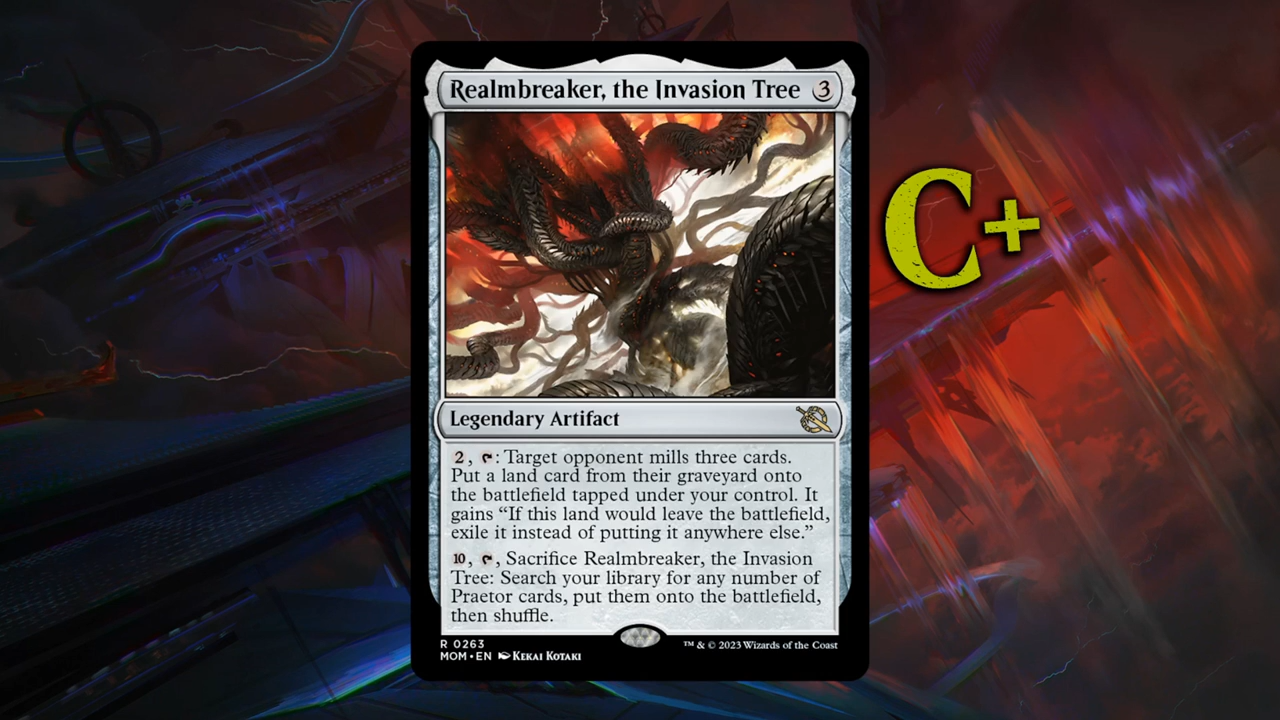 Realmbreaker, the Invasion Tree 3
C+
Legendary Artifact
2, : Target opponent mills three cards.
Put a land card from their graveyard onto
the battlefield tapped under your control. It
gains “If this land would leave the battlefield,
exile it instead of putting it anywhere else.”
10, , Sacrifice Realmbreaker, the Invasion
Tree: Search your library for any number of
Praetor cards, put them onto the battlefield,
then shuffle.
R 0263
MOM • EN Kekai Kotaki
™ & © 2023 Wizards of the Coast